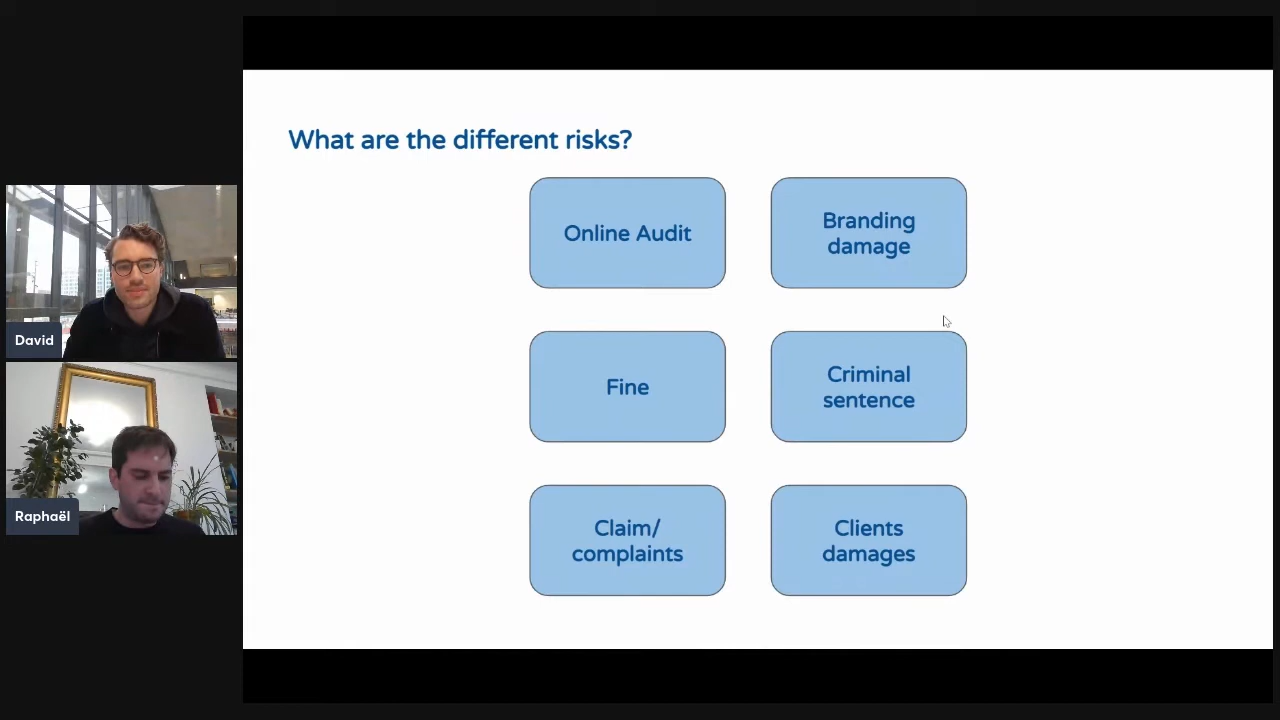 What are the different risks?
Online Audit
Branding
damage
Fine
Criminal
sentence
Claim/
complaints
Clients
damages
David
Raphaël